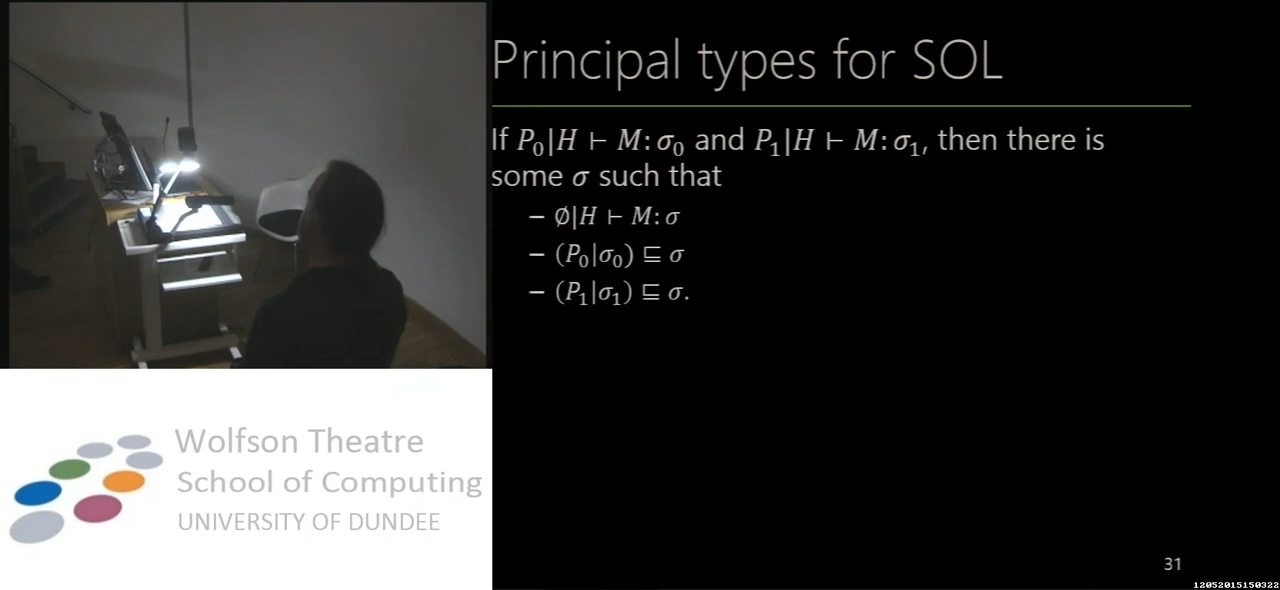 Principal types for SOL
If P₀|H ⊢ M: σ₀ and P₁|H ⊢ M: σ₁, then there is
some σ such that
– ∅|H ⊢ M: σ
– (P₀|σ₀) ⊑ σ
– (P₁|σ₁) ⊑ σ.
Wolfson Theatre
School of Computing
UNIVERSITY OF DUNDEE
31
12052015150322